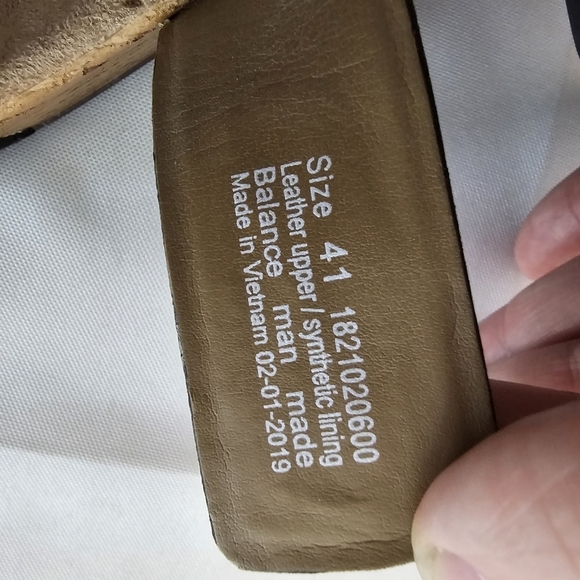 Size 41 1821020600
Leather upper / synthetic lining
Balance man made
Made in Vietnam 02-01-2019